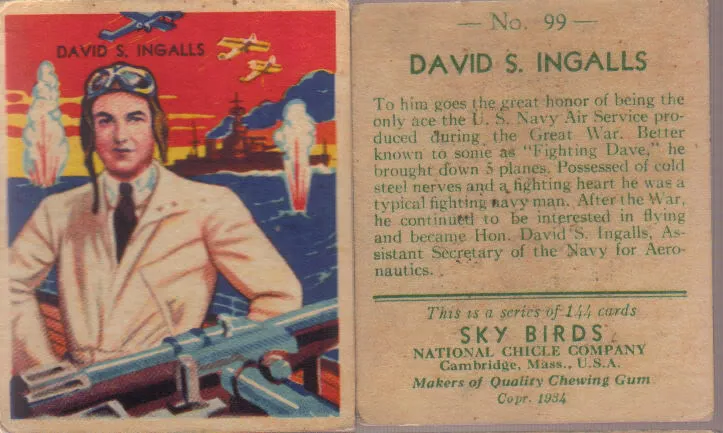 DAVID S. INGALLS
— No. 99 —
DAVID S. INGALLS
To him goes the great honor of being the
only ace the U. S. Navy Air Service pro-
duced during the Great War. Better
known to some as "Fighting Dave," he
brought down 5 planes. Possessed of cold
steel nerves and a fighting heart he was a
typical fighting navy man. After the War,
he continued to be interested in flying
and became Hon. David S. Ingalls, As-
sistant Secretary of the Navy for Aero-
nautics.
This is a series of 144 cards
SKY BIRDS
NATIONAL CHICLE COMPANY
Cambridge, Mass., U.S.A.
Makers of Quality Chewing Gum
Copr. 1934